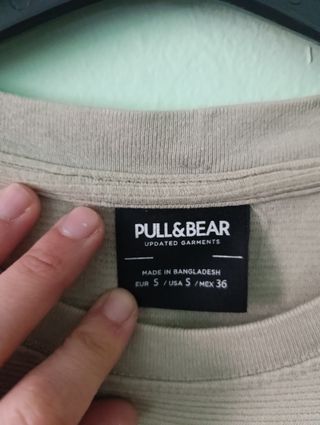 PULL&BEAR
UPDATED GARMENTS
MADE IN BANGLADESH
EUR S / USA S / MEX 36